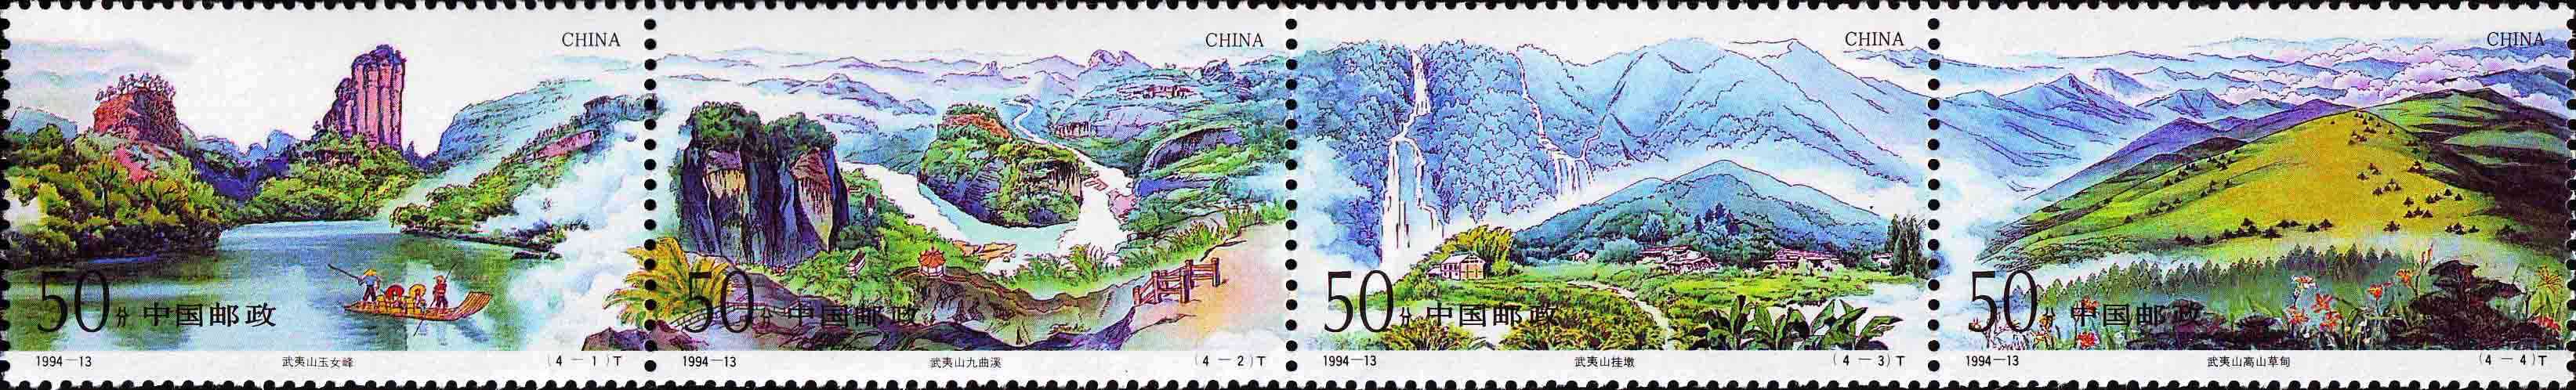 CHINA
50分 中国邮政
1994-13 武夷山玉女峰 (4-1)T
CHINA
50分 中国邮政
1994-13 武夷山九曲溪 (4-2)T
CHINA
50分 中国邮政
1994-13 武夷山挂墩 (4-3)T
CHINA
50分 中国邮政
1994-13 武夷山高山草甸 (4-4)T